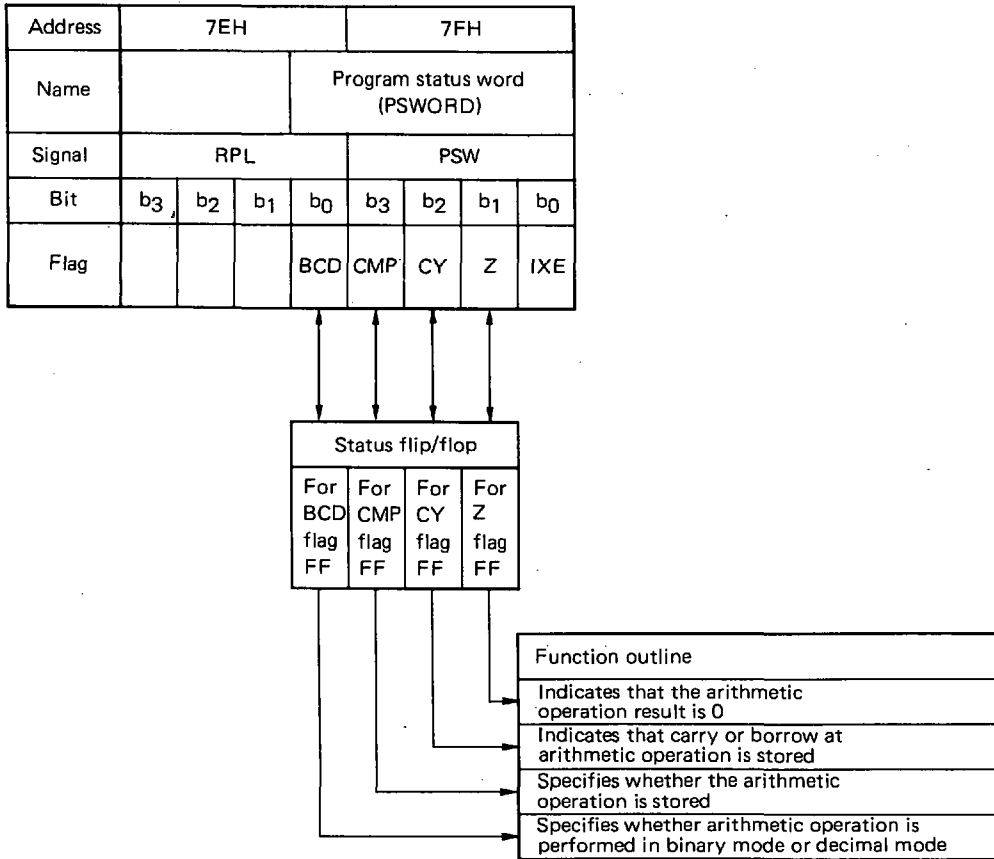 Address 7EH 7FH
Name Program status word
(PSWORD)
Signal RPL PSW
Bit b3 b2 b1 b0 b3 b2 b1 b0
Flag BCD CMP CY Z IXE
Status flip/flop
For For For For
BCD CMP CY Z
flag flag flag flag
FF FF FF FF
Function outline
Indicates that the arithmetic
operation result is 0
Indicates that carry or borrow at
arithmetic operation is stored
Specifies whether the arithmetic
operation is stored
Specifies whether arithmetic operation is
performed in binary mode or decimal mode